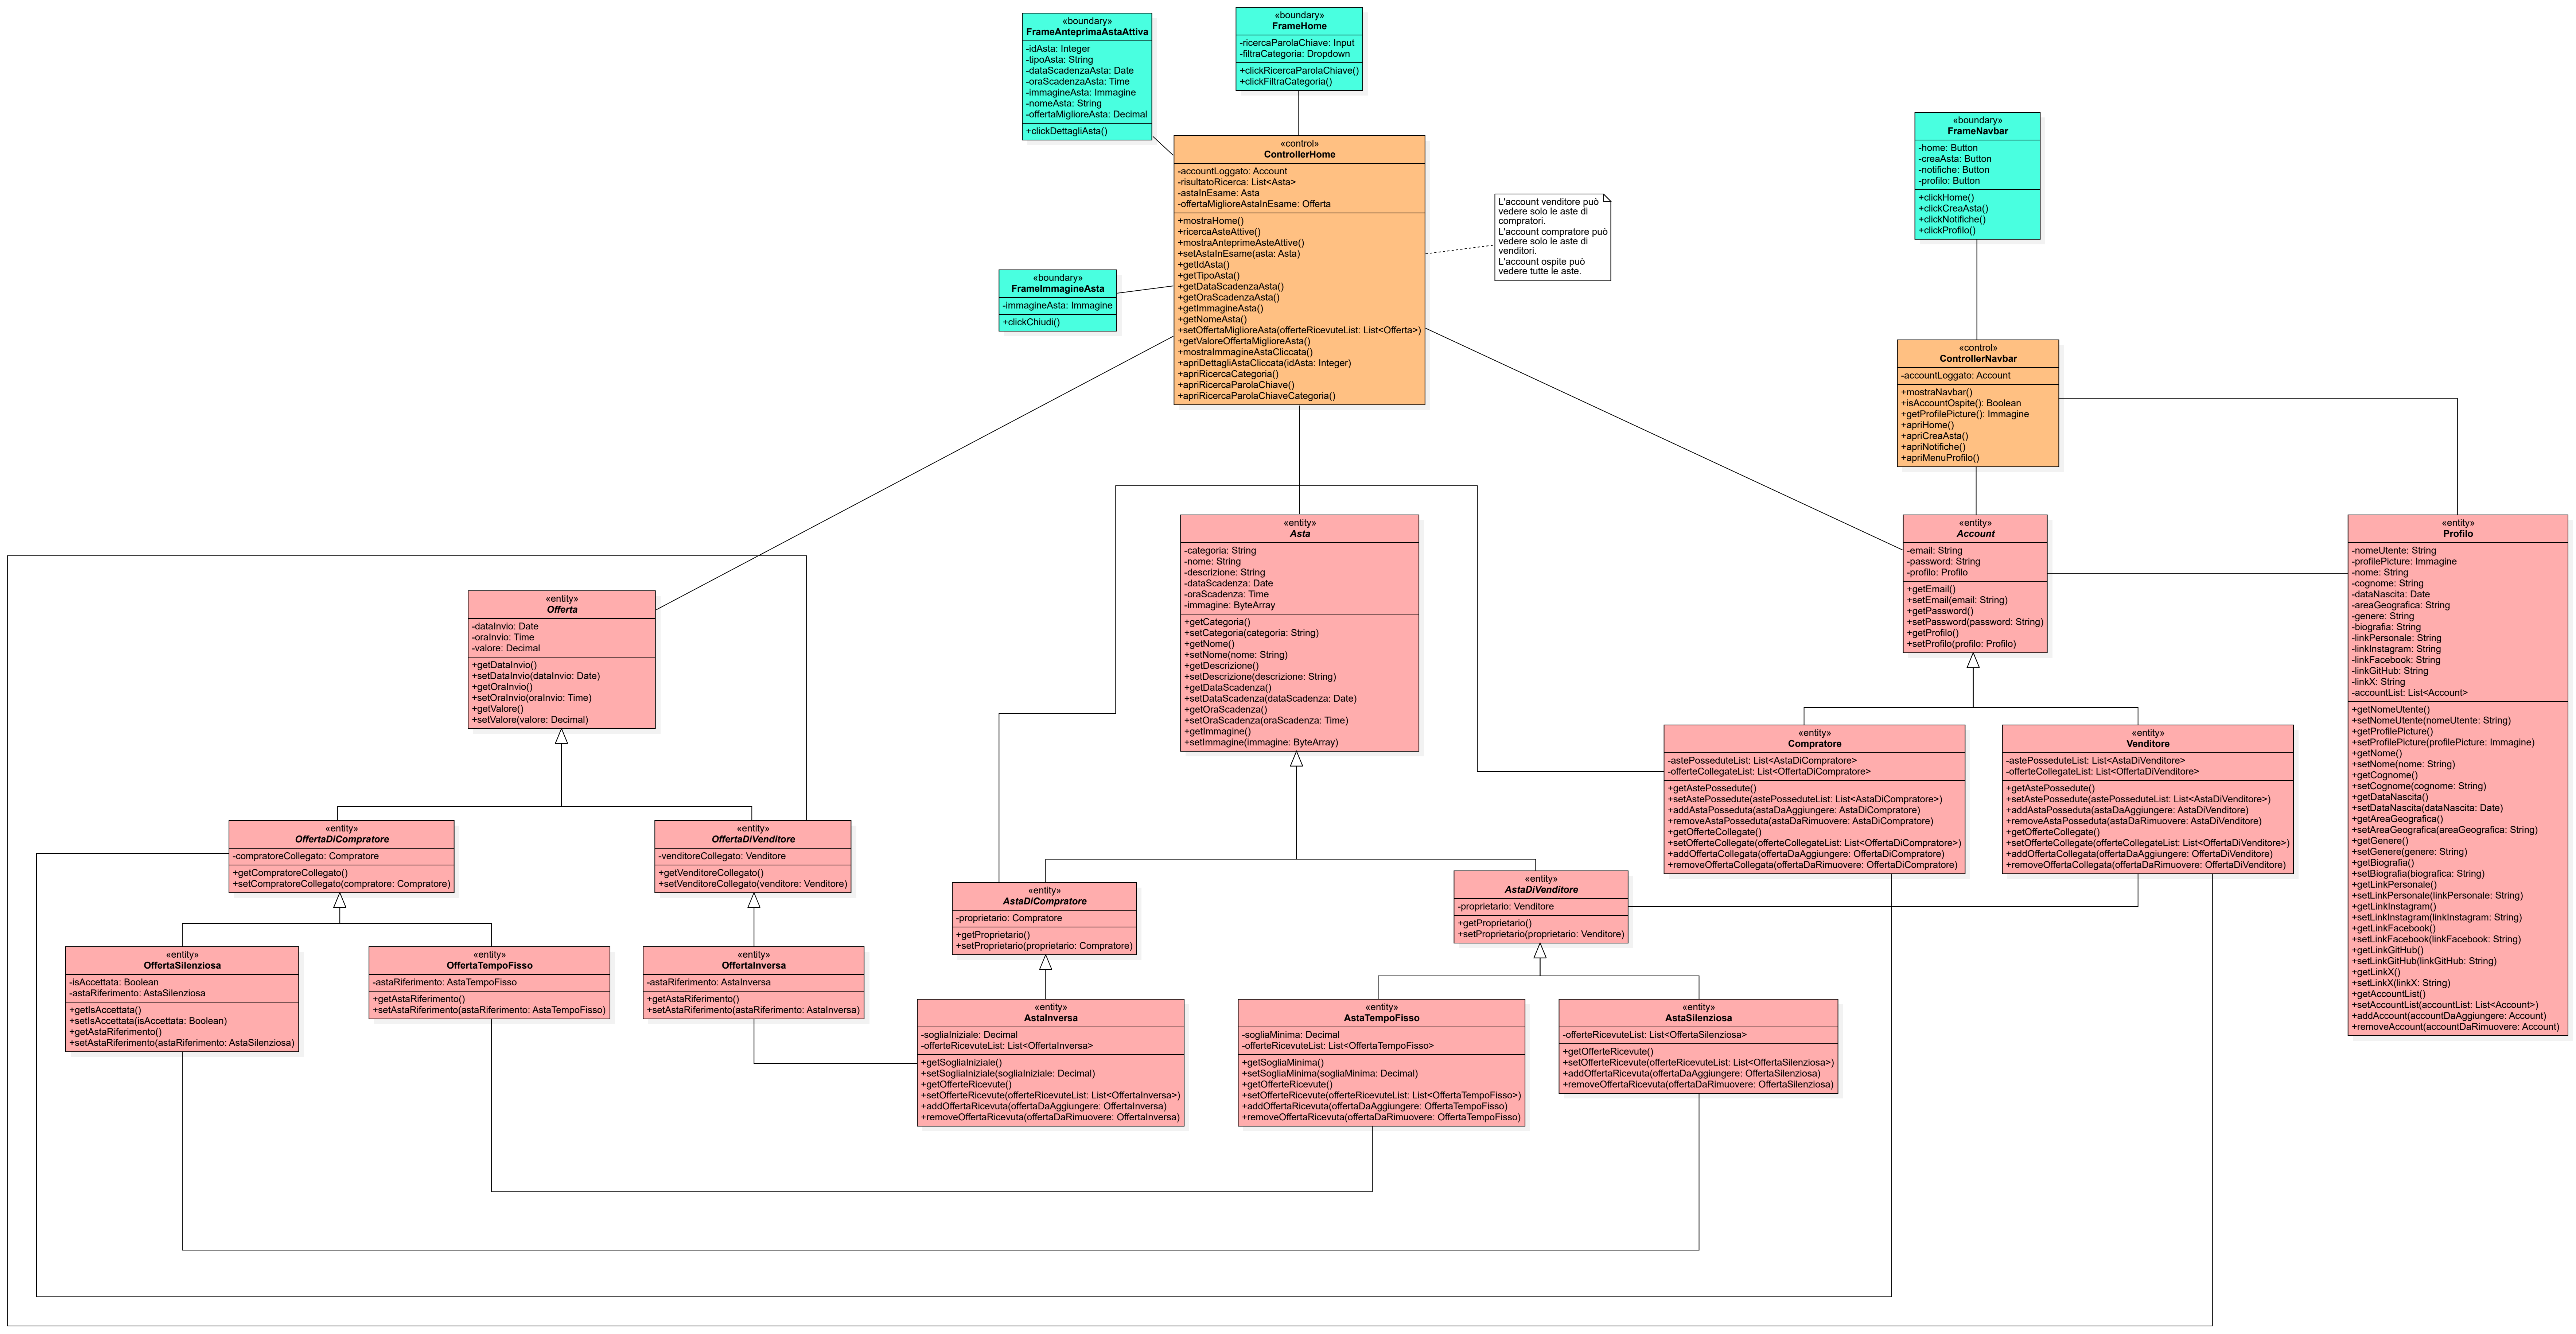 «boundary»
FrameAnteprimaAstaAttiva
-idAsta: Integer
-tipoAsta: String
-dataScadenzaAsta: Date
-oraScadenzaAsta: Time
-immagineAsta: Immagine
-nomeAsta: String
-offertaMiglioreAsta: Decimal
+clickDettagliAsta()
«boundary»
FrameHome
-ricercaParolaChiave: Input
-filtraCategoria: Dropdown
+clickRicercaParolaChiave()
+clickFiltraCategoria()
«boundary»
FrameNavbar
-home: Button
-creaAsta: Button
-notifiche: Button
-profilo: Button
+clickHome()
+clickCreaAsta()
+clickNotifiche()
+clickProfilo()
«control»
ControllerHome
-accountLoggato: Account
-risultatoRicerca: List<Asta>
-astaInEsame: Asta
-offertaMiglioreAstaInEsame: Offerta
+mostraHome()
+ricercaAsteAttive()
+mostraAnteprimeAsteAttive()
+setAstaInEsame(asta: Asta)
+getIdAsta()
+getTipoAsta()
+getDataScadenzaAsta()
+getOraScadenzaAsta()
+getImmagineAsta()
+getNomeAsta()
+setOffertaMiglioreAsta(offerteRicevuteList: List<Offerta>)
+getValoreOffertaMiglioreAsta()
+mostraImmagineAstaCliccata()
+apriDettagliAstaCliccata(idAsta: Integer)
+apriRicercaCategoria()
+apriRicercaParolaChiave()
+apriRicercaParolaChiaveCategoria()
L'account venditore può
vedere solo le aste di
compratori.
L'account compratore può
vedere solo le aste di
venditori.
L'account ospite può
vedere tutte le aste.
«boundary»
FrameImmagineAsta
-immagineAsta: Immagine
+clickChiudi()
«control»
ControllerNavbar
-accountLoggato: Account
+mostraNavbar()
+isAccountOspite(): Boolean
+getProfilePicture(): Immagine
+apriHome()
+apriCreaAsta()
+apriNotifiche()
+apriMenuProfilo()
«entity»
Asta
-categoria: String
-nome: String
-descrizione: String
-dataScadenza: Date
-oraScadenza: Time
-immagine: ByteArray
+getCategoria()
+setCategoria(categoria: String)
+getNome()
+setNome(nome: String)
+getDescrizione()
+setDescrizione(descrizione: String)
+getDataScadenza()
+setDataScadenza(dataScadenza: Date)
+getOraScadenza()
+setOraScadenza(oraScadenza: Time)
+getImmagine()
+setImmagine(immagine: ByteArray)
«entity»
Account
-email: String
-password: String
-profilo: Profilo
+getEmail()
+setEmail(email: String)
+getPassword()
+setPassword(password: String)
+getProfilo()
+setProfilo(profilo: Profilo)
«entity»
Profilo
-nomeUtente: String
-profilePicture: Immagine
-nome: String
-cognome: String
-dataNascita: Date
-areaGeografica: String
-genere: String
-biografia: String
-linkPersonale: String
-linkInstagram: String
-linkFacebook: String
-linkGitHub: String
-linkX: String
-accountList: List<Account>
+getNomeUtente()
+setNomeUtente(nomeUtente: String)
+getProfilePicture()
+setProfilePicture(profilePicture: Immagine)
+getNome()
+setNome(nome: String)
+getCognome()
+setCognome(cognome: String)
+getDataNascita()
+setDataNascita(dataNascita: Date)
+getAreaGeografica()
+setAreaGeografica(areaGeografica: String)
+getGenere()
+setGenere(genere: String)
+getBiografia()
+setBiografia(biografica: String)
+getLinkPersonale()
+setLinkPersonale(linkPersonale: String)
+getLinkInstagram()
+setLinkInstagram(linkInstagram: String)
+getLinkFacebook()
+setLinkFacebook(linkFacebook: String)
+getLinkGitHub()
+setLinkGitHub(linkGitHub: String)
+getLinkX()
+setLinkX(linkX: String)
+getAccountList()
+setAccountList(accountList: List<Account>)
+addAccount(accountDaAggiungere: Account)
+removeAccount(accountDaRimuovere: Account)
«entity»
Offerta
-dataInvio: Date
-oraInvio: Time
-valore: Decimal
+getDataInvio()
+setDataInvio(dataInvio: Date)
+getOraInvio()
+setOraInvio(oraInvio: Time)
+getValore()
+setValore(valore: Decimal)
«entity»
Compratore
-astePosseduteList: List<AstaDiCompratore>
-offerteCollegateList: List<OffertaDiCompratore>
+getAstePossedute()
+setAstePossedute(astePosseduteList: List<AstaDiCompratore>)
+addAstaPosseduta(astaDaAggiungere: AstaDiCompratore)
+removeAstaPosseduta(astaDaRimuovere: AstaDiCompratore)
+getOfferteCollegate()
+setOfferteCollegate(offerteCollegateList: List<OffertaDiCompratore>)
+addOffertaCollegata(offertaDaAggiungere: OffertaDiCompratore)
+removeOffertaCollegata(offertaDaRimuovere: OffertaDiCompratore)
«entity»
Venditore
-astePosseduteList: List<AstaDiVenditore>
-offerteCollegateList: List<OffertaDiVenditore>
+getAstePossedute()
+setAstePossedute(astePosseduteList: List<AstaDiVenditore>)
+addAstaPosseduta(astaDaAggiungere: AstaDiVenditore)
+removeAstaPosseduta(astaDaRimuovere: AstaDiVenditore)
+getOfferteCollegate()
+setOfferteCollegate(offerteCollegateList: List<OffertaDiVenditore>)
+addOffertaCollegata(offertaDaAggiungere: OffertaDiVenditore)
+removeOffertaCollegata(offertaDaRimuovere: OffertaDiVenditore)
«entity»
OffertaDiCompratore
-compratoreCollegato: Compratore
+getCompratoreCollegato()
+setCompratoreCollegato(compratore: Compratore)
«entity»
OffertaDiVenditore
-venditoreCollegato: Venditore
+getVenditoreCollegato()
+setVenditoreCollegato(venditore: Venditore)
«entity»
AstaDiCompratore
-proprietario: Compratore
+getProprietario()
+setProprietario(proprietario: Compratore)
«entity»
AstaDiVenditore
-proprietario: Venditore
+getProprietario()
+setProprietario(proprietario: Venditore)
«entity»
OffertaSilenziosa
-isAccettata: Boolean
-astaRiferimento: AstaSilenziosa
+getIsAccettata()
+setIsAccettata(isAccettata: Boolean)
+getAstaRiferimento()
+setAstaRiferimento(astaRiferimento: AstaSilenziosa)
«entity»
OffertaTempoFisso
-astaRiferimento: AstaTempoFisso
+getAstaRiferimento()
+setAstaRiferimento(astaRiferimento: AstaTempoFisso)
«entity»
OffertaInversa
-astaRiferimento: AstaInversa
+getAstaRiferimento()
+setAstaRiferimento(astaRiferimento: AstaInversa)
«entity»
AstaInversa
-sogliaIniziale: Decimal
-offerteRicevuteList: List<OffertaInversa>
+getSogliaIniziale()
+setSogliaIniziale(sogliaIniziale: Decimal)
+getOfferteRicevute()
+setOfferteRicevute(offerteRicevuteList: List<OffertaInversa>)
+addOffertaRicevuta(offertaDaAggiungere: OffertaInversa)
+removeOffertaRicevuta(offertaDaRimuovere: OffertaInversa)
«entity»
AstaTempoFisso
-sogliaMinima: Decimal
-offerteRicevuteList: List<OffertaTempoFisso>
+getSogliaMinima()
+setSogliaMinima(sogliaMinima: Decimal)
+getOfferteRicevute()
+setOfferteRicevute(offerteRicevuteList: List<OffertaTempoFisso>)
+addOffertaRicevuta(offertaDaAggiungere: OffertaTempoFisso)
+removeOffertaRicevuta(offertaDaRimuovere: OffertaTempoFisso)
«entity»
AstaSilenziosa
-offerteRicevuteList: List<OffertaSilenziosa>
+getOfferteRicevute()
+setOfferteRicevute(offerteRicevuteList: List<OffertaSilenziosa>)
+addOffertaRicevuta(offertaDaAggiungere: OffertaSilenziosa)
+removeOffertaRicevuta(offertaDaRimuovere: OffertaSilenziosa)